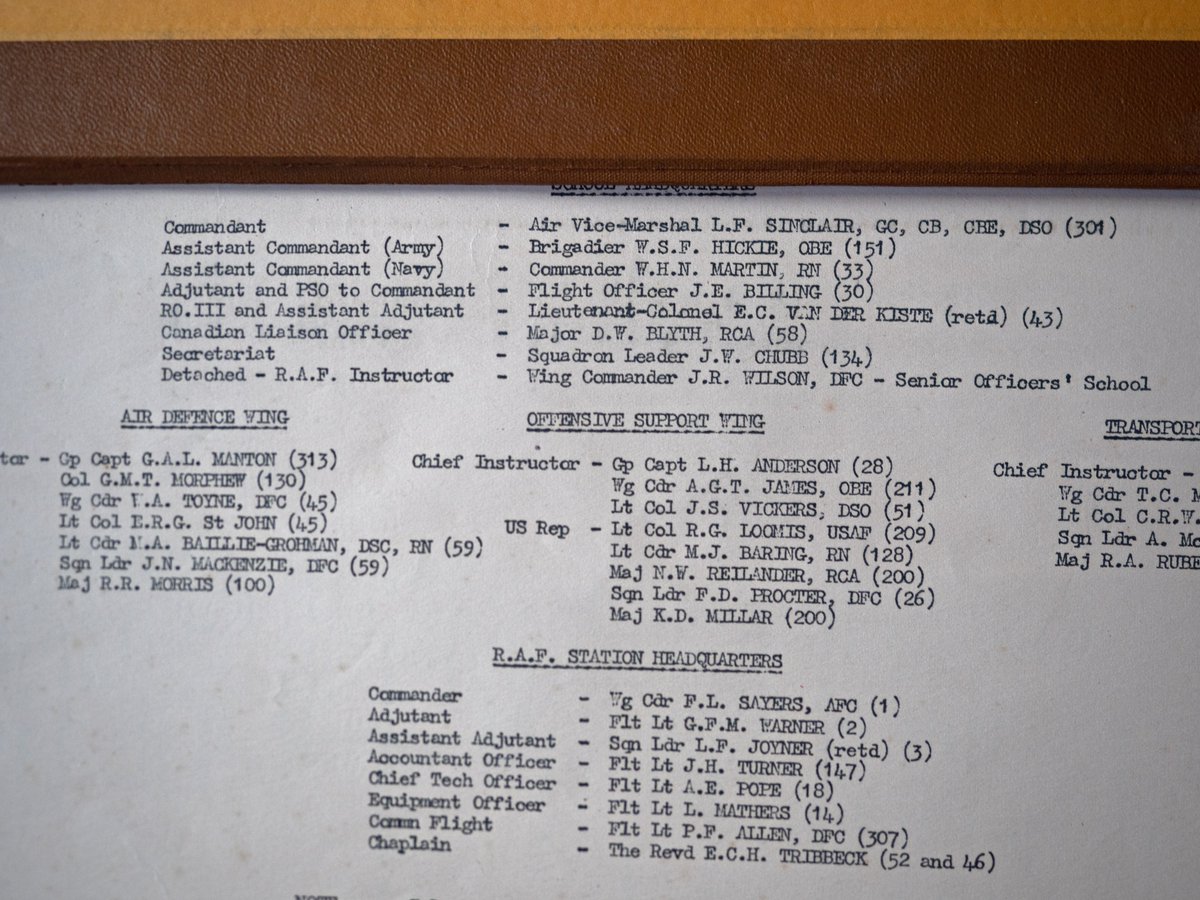 SCHOOL HEADQUARTERS
Commandant - Air Vice-Marshal L.F. SINCLAIR, GC, CB, CBE, DSO (301)
Assistant Commandant (Army) - Brigadier W.S.F. HICKIE, OBE (151)
Assistant Commandant (Navy) - Commander W.H.N. MARTIN, RN (33)
Adjutant and PSO to Commandant - Flight Officer J.E. BILLING (30)
RO.III and Assistant Adjutant - Lieutenant-Colonel E.C. VAN DER KISTE (retd) (43)
Canadian Liaison Officer - Major D.W. BLYTH, RCA (58)
Secretariat - Squadron Leader J.W. CHUBB (134)
Detached - R.A.F. Instructor - Wing Commander J.R. WILSON, DFC - Senior Officers' School
AIR DEFENCE WING
tor - Gp Capt G.A.L. MANTON (313)
Col G.M.T. MORPHEW (130)
Wg Cdr W.A. TOYNE, DFC (45)
Lt Col E.R.G. St JOHN (45)
Lt Cdr M.A. BAILLIE-GROHMAN, DSC, RN (59)
Sqn Ldr J.N. MACKENZIE, DFC (59)
Maj R.R. MORRIS (100)
OFFENSIVE SUPPORT WING
Chief Instructor - Gp Capt L.H. ANDERSON (28)
Wg Cdr A.G.T. JAMES, OBE (211)
Lt Col J.S. VICKERS, DSO (51)
US Rep - Lt Col R.G. LOOMIS, USAF (209)
Lt Cdr M.J. BARING, RN (128)
Maj N.W. REILANDER, RCA (200)
Sqn Ldr F.D. PROCTER, DFC (26)
Maj K.D. MILLAR (200)
TRANSPORT
Chief Instructor -
Wg Cdr T.C. M
Lt Col C.R.W.
Sqn Ldr A. Mc
Maj R.A. RUBE
R.A.F. STATION HEADQUARTERS
Commander - Wg Cdr F.L. SAYERS, AFC (1)
Adjutant - Flt Lt G.F.M. WARNER (2)
Assistant Adjutant - Sqn Ldr L.F. JOYNER (retd) (3)
Accountant Officer - Flt Lt J.H. TURNER (147)
Chief Tech Officer - Flt Lt A.E. POPE (18)
Equipment Officer - Flt Lt L. MATHERS (14)
Comm Flight - Flt Lt P.F. ALLEN, DFC (307)
Chaplain - The Revd E.C.H. TRIBBECK (52 and 46)